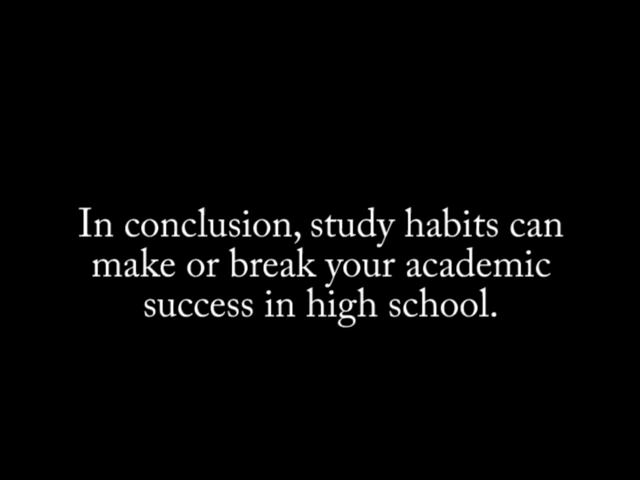 In conclusion, study habits can
make or break your academic
success in high school.